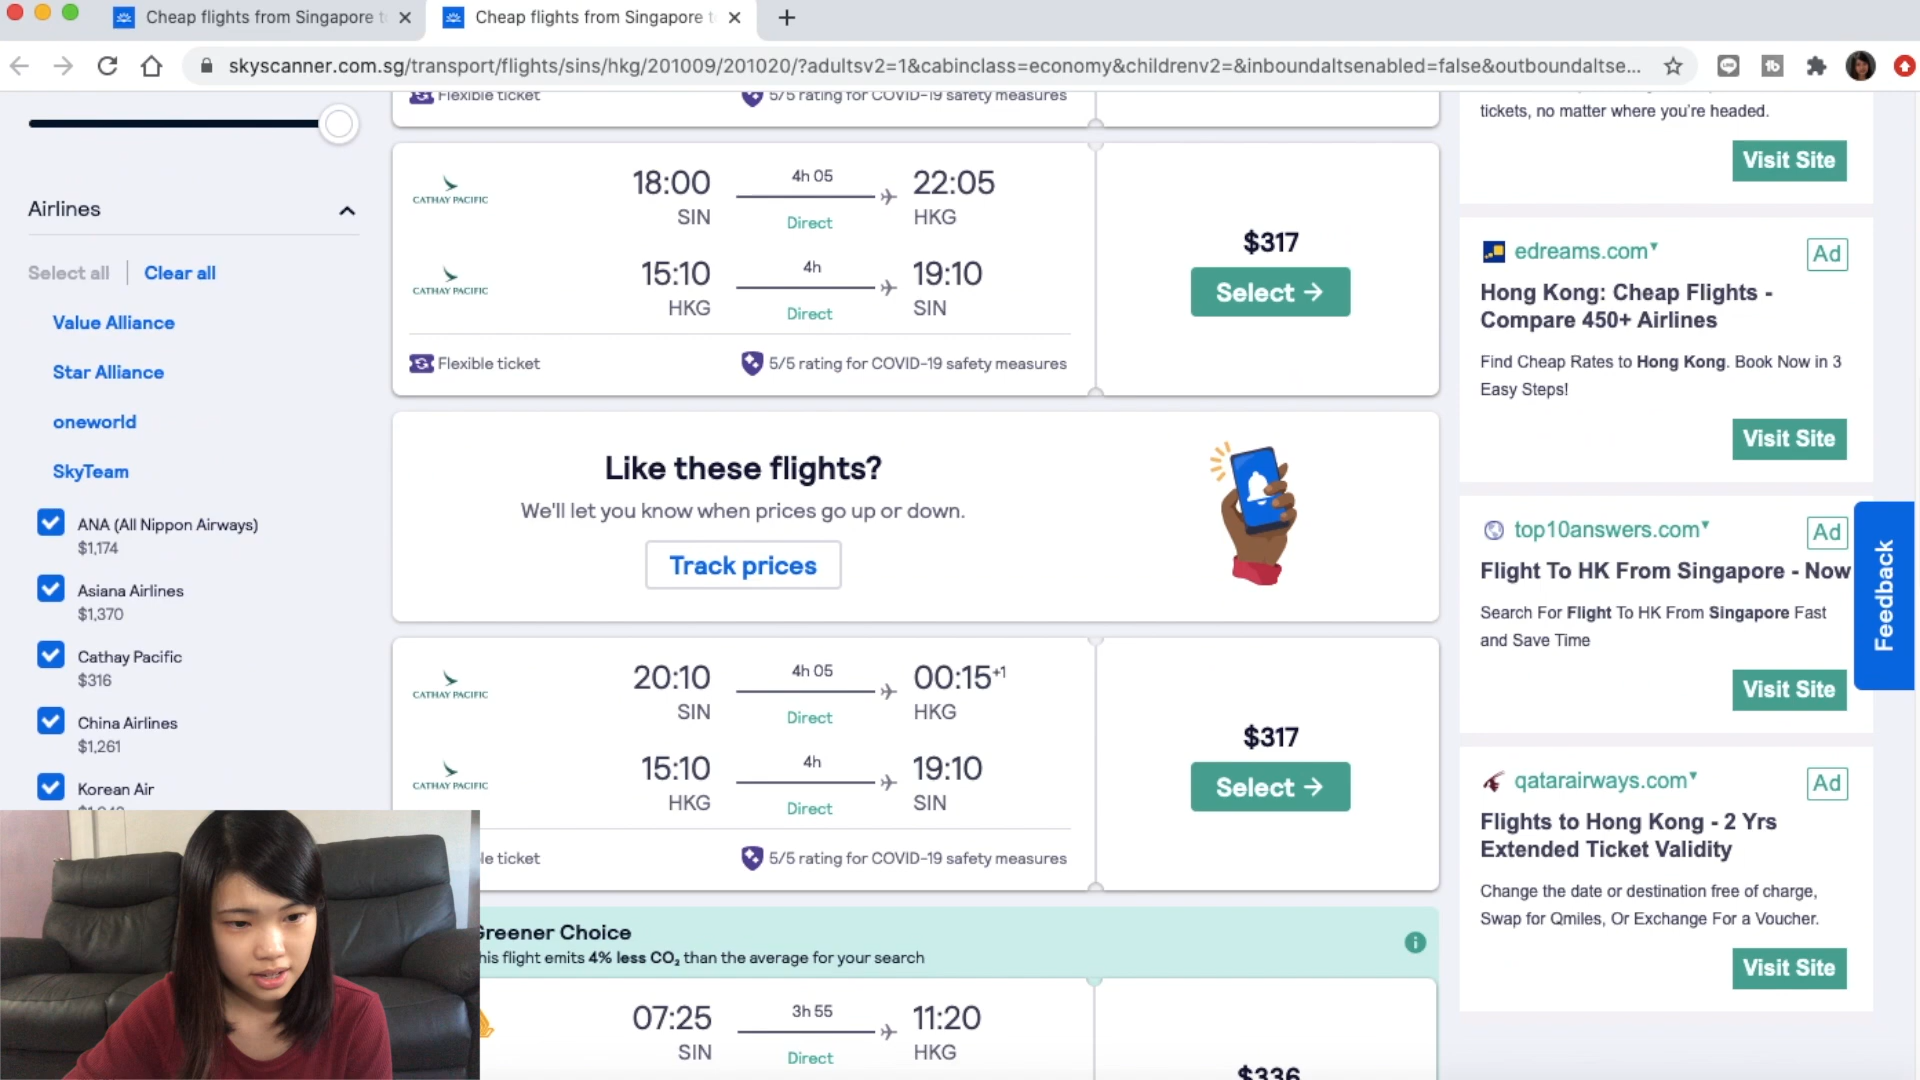 Cheap flights from Singapore t
Cheap flights from Singapore t
skyscanner.com.sg/transport/flights/sins/hkg/201009/201020/?adultsv2=1&cabinclass=economy&childrenv2=&inboundaltsenabled=false&outboundaltse...
Airlines
Select all
Clear all
Value Alliance
Star Alliance
oneworld
SkyTeam
ANA (All Nippon Airways)
$1,174
Asiana Airlines
$1,370
Cathay Pacific
$316
China Airlines
$1,261
Korean Air
Flexible ticket
5/5 rating for COVID-19 safety measures
CATHAY PACIFIC
18:00
SIN
4h 05
Direct
22:05
HKG
CATHAY PACIFIC
15:10
HKG
4h
Direct
19:10
SIN
$317
Select →
Flexible ticket
5/5 rating for COVID-19 safety measures
Like these flights?
We'll let you know when prices go up or down.
Track prices
CATHAY PACIFIC
20:10
SIN
4h 05
Direct
00:15+1
HKG
CATHAY PACIFIC
15:10
HKG
4h
Direct
19:10
SIN
$317
Select →
le ticket
5/5 rating for COVID-19 safety measures
Greener Choice
his flight emits 4% less CO₂ than the average for your search
07:25
SIN
3h 55
Direct
11:20
HKG
$336
tickets, no matter where you're headed.
Visit Site
edreams.com
Ad
Hong Kong: Cheap Flights -
Compare 450+ Airlines
Find Cheap Rates to Hong Kong. Book Now in 3
Easy Steps!
Visit Site
top10answers.com
Ad
Flight To HK From Singapore - Now
Search For Flight To HK From Singapore Fast
and Save Time
Visit Site
qatarairways.com
Ad
Flights to Hong Kong - 2 Yrs
Extended Ticket Validity
Change the date or destination free of charge,
Swap for Qmiles, Or Exchange For a Voucher.
Visit Site
Feedback